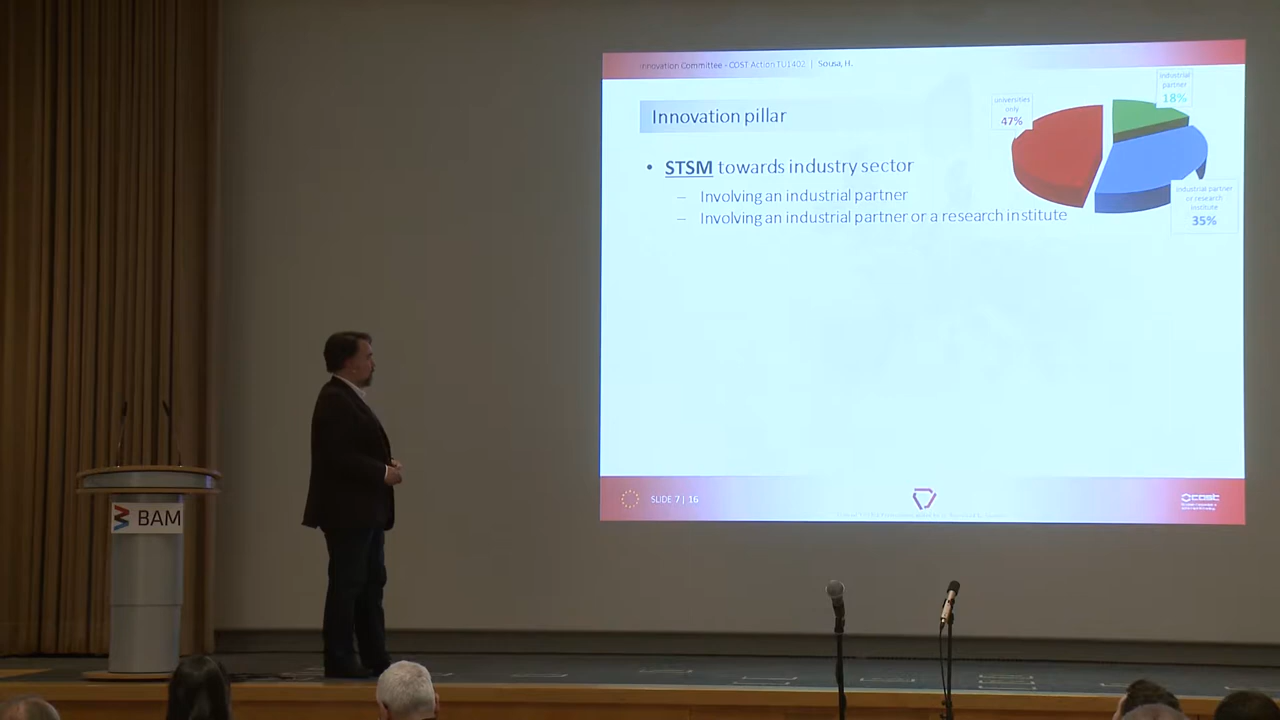 Innovation Committee - COST Action TU1402 | Sousa, H.
Innovation pillar
• STSM towards industry sector
– Involving an industrial partner
– Involving an industrial partner or a research institute
universities
only
47%
industrial
partner
18%
industrial partner
or research
institute
35%
SLIDE 7 | 16
cost
BAM